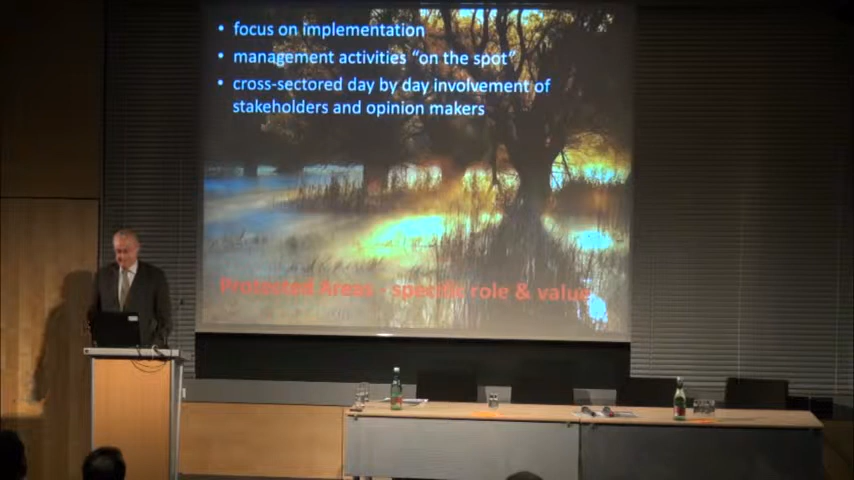 • focus on implementation
• management activities “on the spot”
• cross-sectored day by day involvement of
stakeholders and opinion makers
Protected Areas - specific role & value